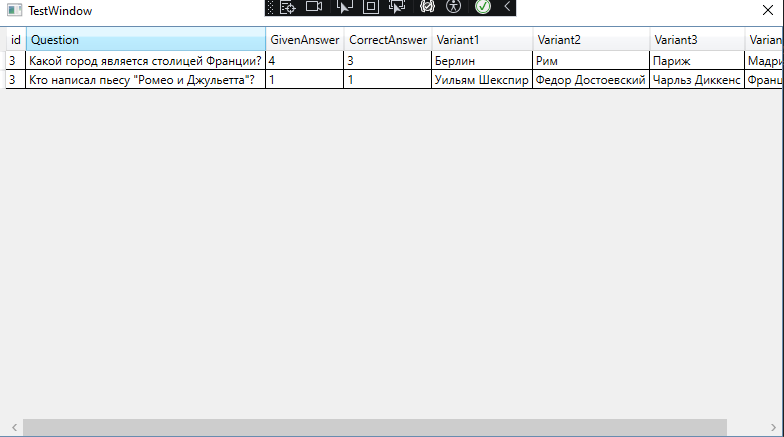 TestWindow
id Question GivenAnswer CorrectAnswer Variant1 Variant2 Variant3 Varian
3 Какой город является столицей Франции? 4 3 Берлин Рим Париж Мадри
3 Кто написал пьесу "Ромео и Джульетта"? 1 1 Уильям Шекспир Федор Достоевский Чарльз Диккенс Франц